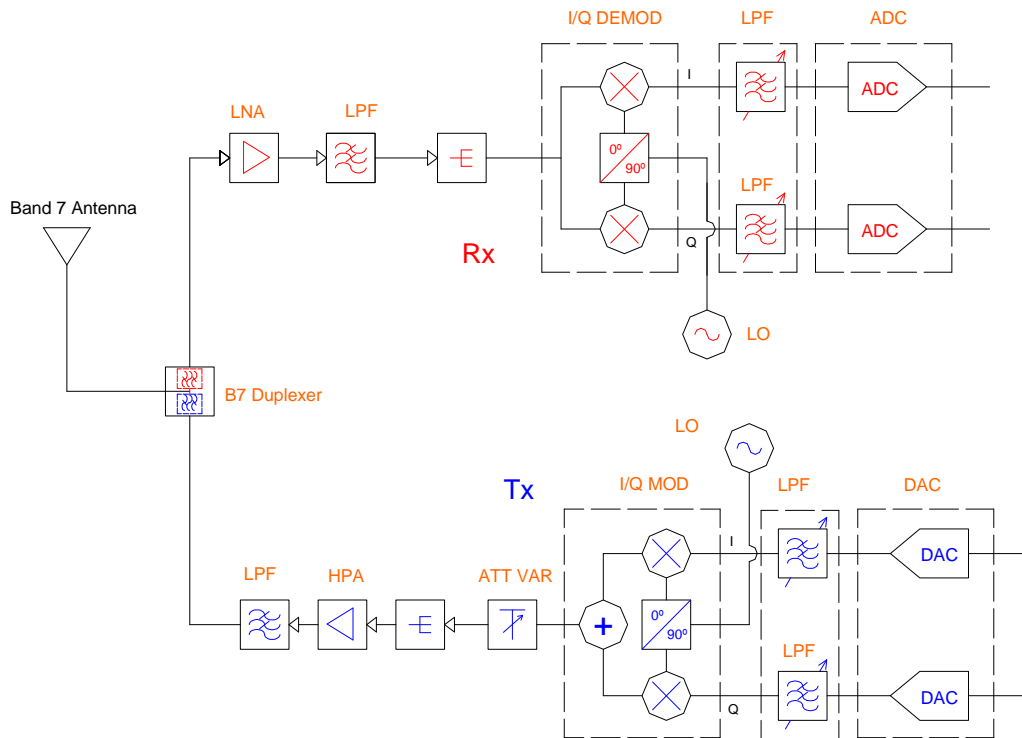 I/Q DEMOD
LPF
ADC
I
ADC
LNA
LPF
0º
90º
LPF
Band 7 Antenna
Rx
Q
ADC
LO
B7 Duplexer
LO
Tx
I/Q MOD
LPF
DAC
I
DAC
LPF
HPA
ATT VAR
+
0º
90º
LPF
Q
DAC